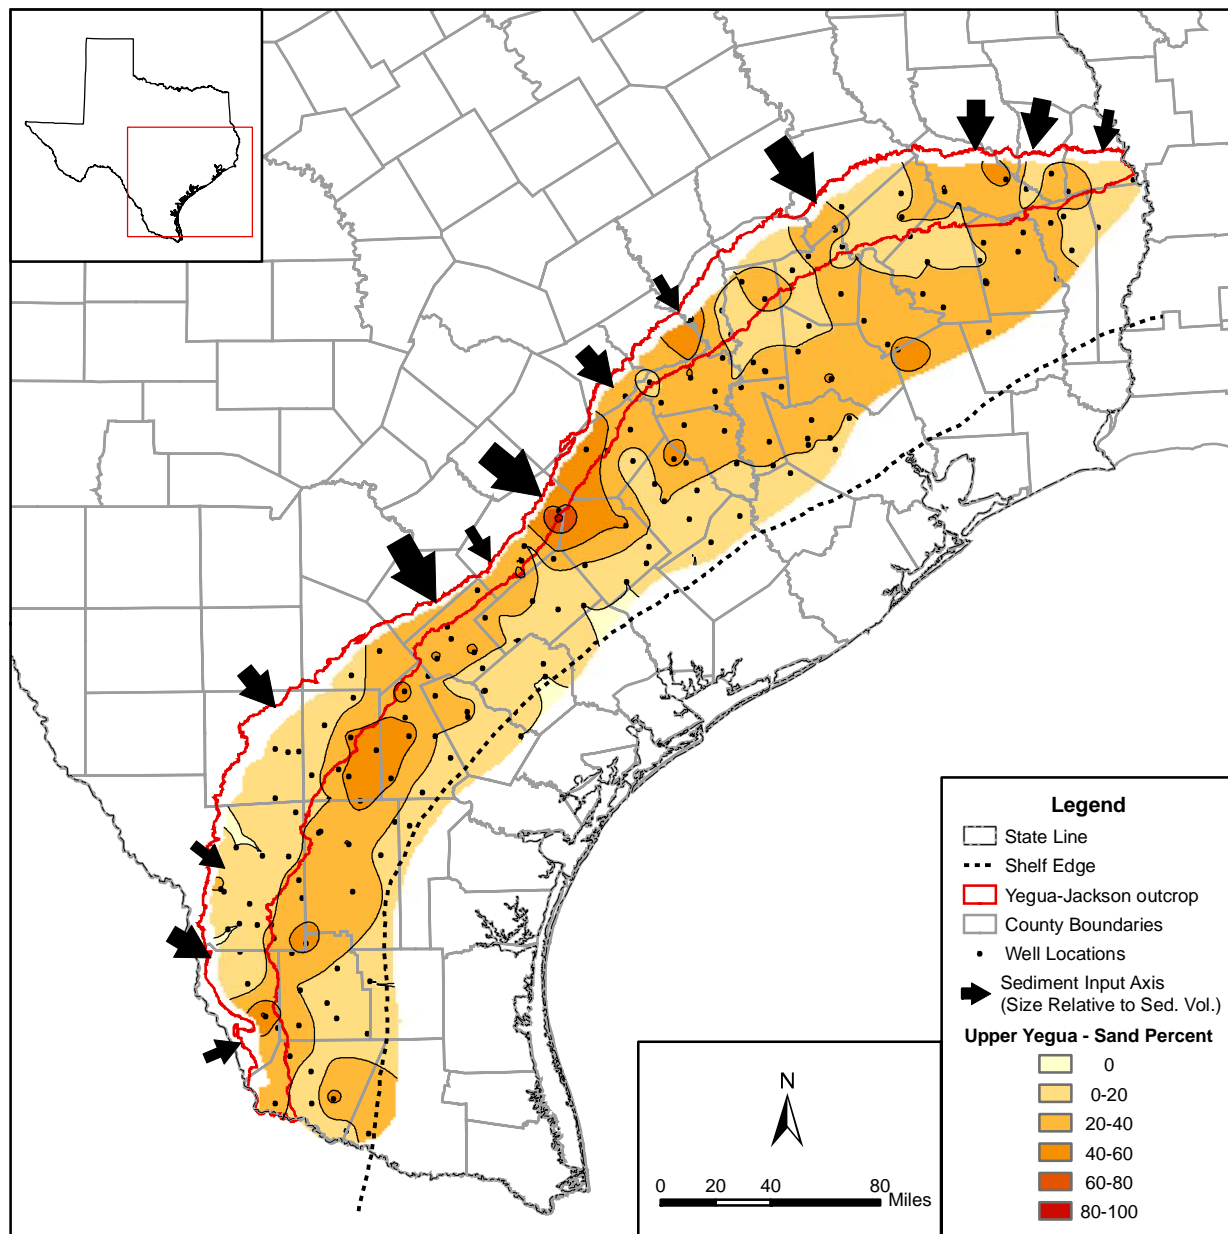 Legend
State Line
Shelf Edge
Yegua-Jackson outcrop
County Boundaries
Well Locations
Sediment Input Axis
(Size Relative to Sed. Vol.)
Upper Yegua - Sand Percent
0
0-20
20-40
40-60
60-80
80-100
N
0 20 40 80
Miles